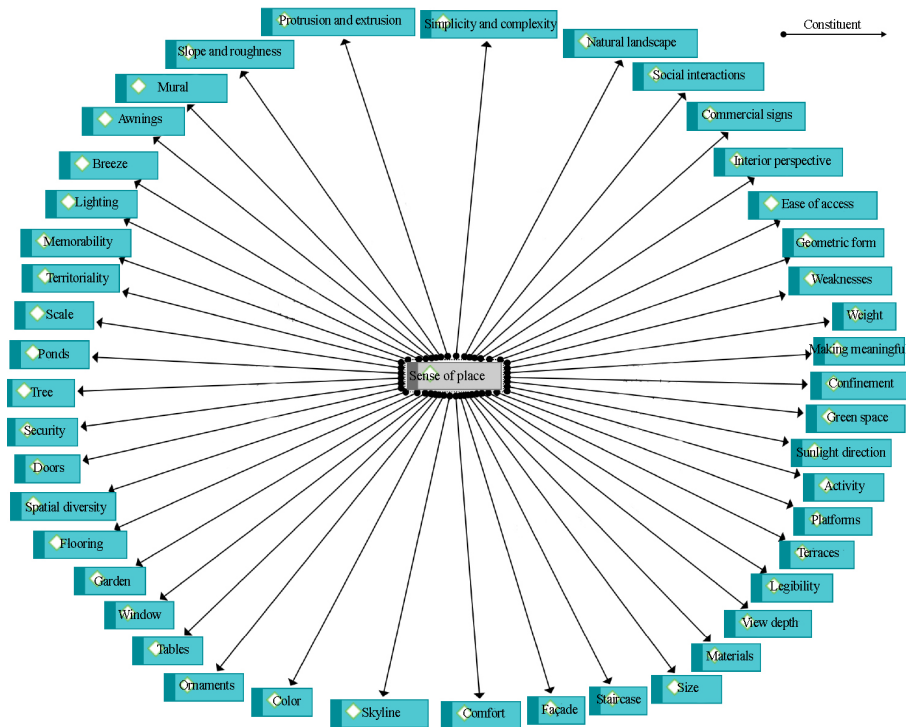 Protrusion and extrusion
Simplicity and complexity
Constituent
Natural landscape
Slope and roughness
Social interactions
Mural
Commercial signs
Awnings
Interior perspective
Breeze
Ease of access
Lighting
Geometric form
Memorability
Weaknesses
Territoriality
Weight
Scale
Making meaningfu
Ponds
Sense of place
Confinement
Tree
Green space
Security
Sunlight direction
Doors
Activity
Spatial diversity
Platforms
Flooring
Terraces
Garden
Legibility
Window
View depth
Tables
Materials
Ornaments
Size
Color
Staircase
Skyline
Comfort
Façade